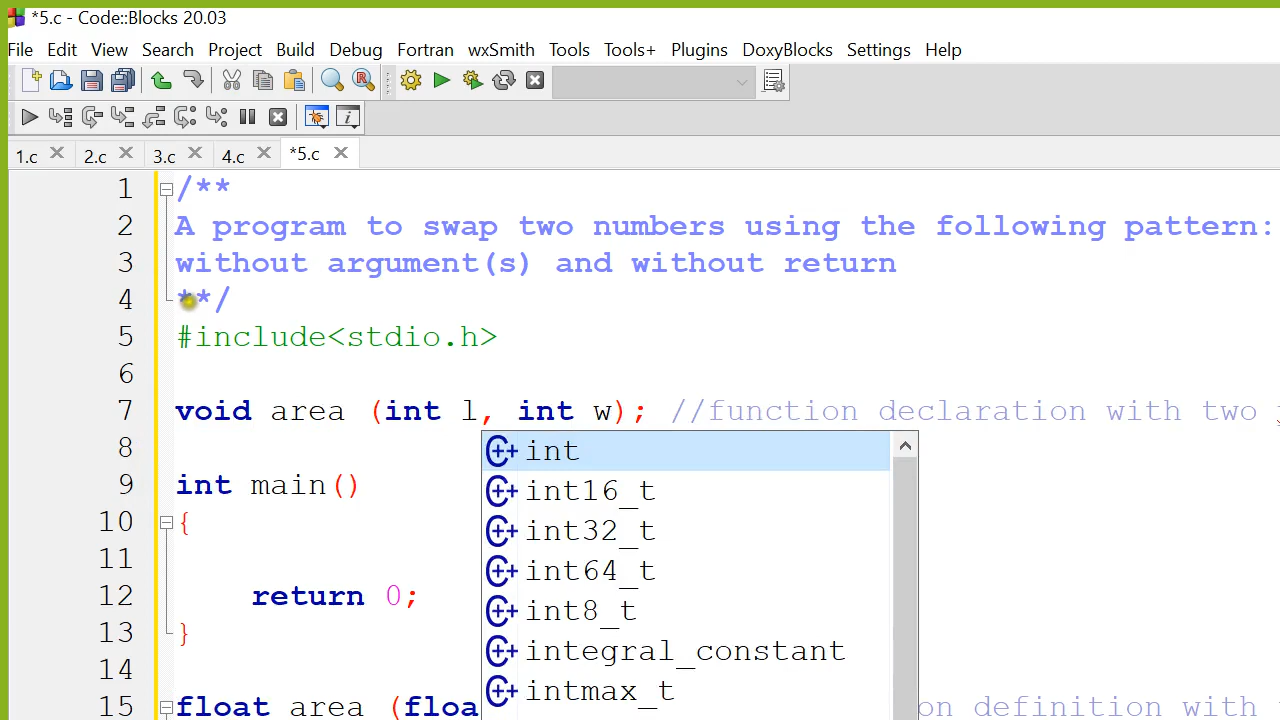 *5.c - Code::Blocks 20.03
File Edit View Search Project Build Debug Fortran wxSmith Tools Tools+ Plugins DoxyBlocks Settings Help
1.c 2.c 3.c 4.c *5.c
1 /**
2 A program to swap two numbers using the following pattern:
3 without argument(s) and without return
4 **/
5 #include<stdio.h>
6
7 void area (int l, int w); //function declaration with two
8
int
9 int main()
int16_t
10 {
int32_t
11
int64_t
12 return 0;
int8_t
13 }
integral_constant
14
intmax_t
15 float area (floa on definition with